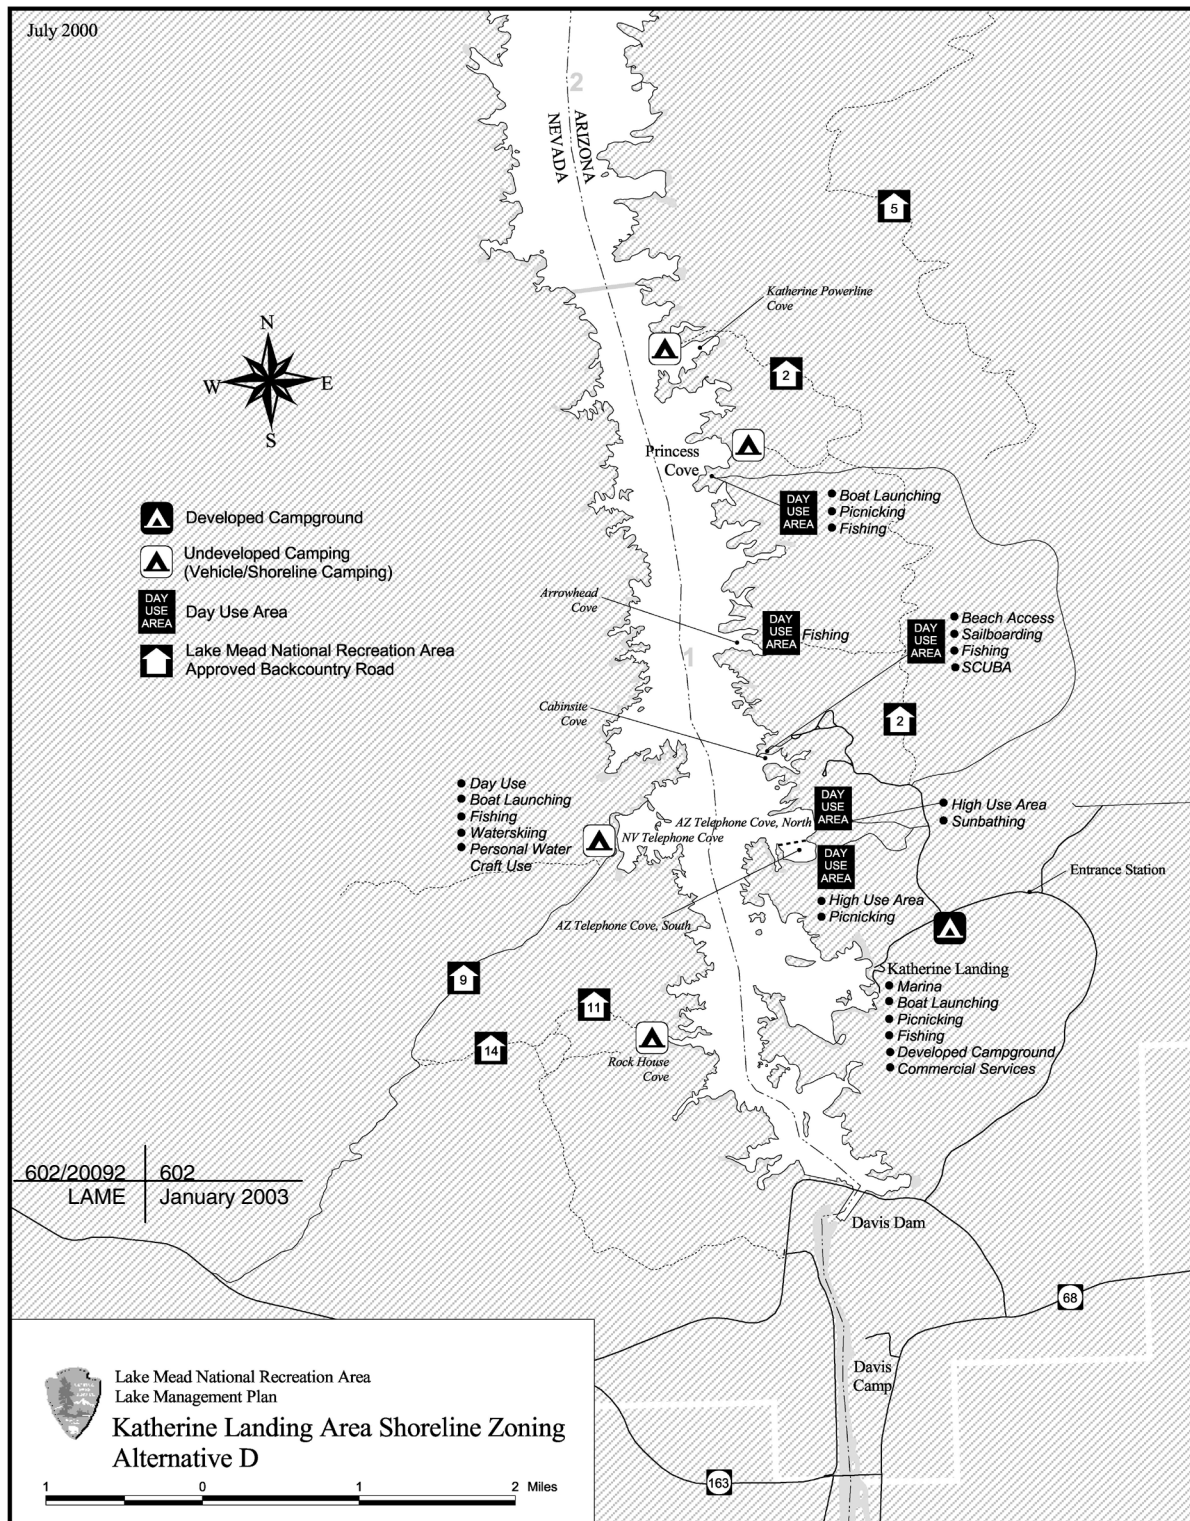 July 2000
2
ARIZONA
NEVADA
5
Katherine Powerline
Cove
N
W
E
S
2
Princess
Cove
DAY
USE
AREA
Boat Launching
Picnicking
Fishing
Developed Campground
Undeveloped Camping
(Vehicle/Shoreline Camping)
DAY
USE
AREA
Day Use Area
Lake Mead National Recreation Area
Approved Backcountry Road
Arrowhead
Cove
DAY
USE
AREA
Fishing
DAY
USE
AREA
Beach Access
Sailboarding
Fishing
SCUBA
1
Cabinsite
Cove
2
Day Use
Boat Launching
Fishing
Waterskiing
Personal Water
Craft Use
DAY
USE
AREA
High Use Area
Sunbathing
AZ Telephone Cove, North
NV Telephone Cove
DAY
USE
AREA
High Use Area
Picnicking
Entrance Station
AZ Telephone Cove, South
Katherine Landing
Marina
Boat Launching
Picnicking
Fishing
Developed Campground
Commercial Services
9
11
14
Rock House
Cove
602/20092
602
LAME
January 2003
Davis Dam
68
Davis
Camp
163
Lake Mead National Recreation Area
Lake Management Plan
Katherine Landing Area Shoreline Zoning
Alternative D
1 0 1 2 Miles